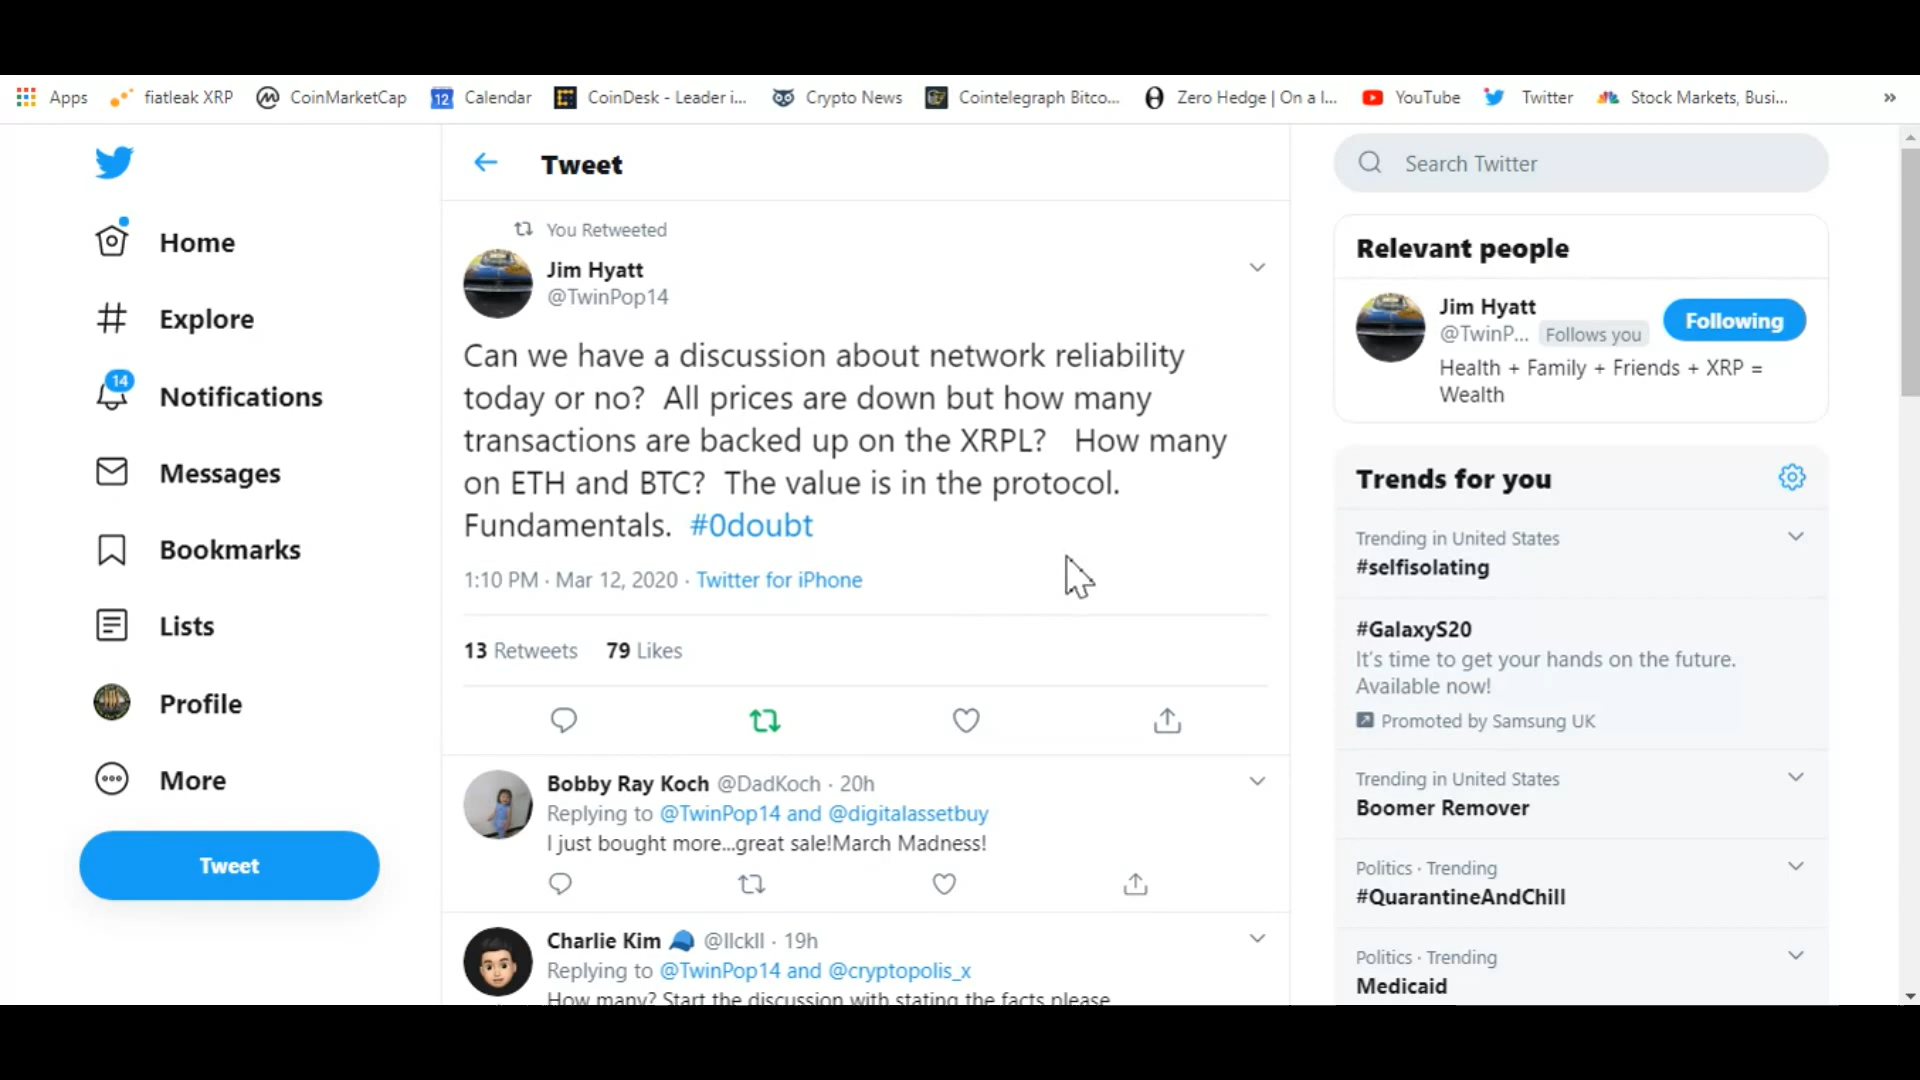 Apps
fiatleak XRP
CoinMarketCap
12
Calendar
CoinDesk - Leader i...
Crypto News
Cointelegraph Bitco...
Zero Hedge | On a l...
YouTube
Twitter
Stock Markets, Busi...
»
Home
Explore
14
Notifications
Messages
Bookmarks
Lists
Profile
More
Tweet
Tweet
You Retweeted
Jim Hyatt
@TwinPop14
Can we have a discussion about network reliability
today or no? All prices are down but how many
transactions are backed up on the XRPL? How many
on ETH and BTC? The value is in the protocol.
Fundamentals. #0doubt
1:10 PM · Mar 12, 2020 · Twitter for iPhone
13 Retweets 79 Likes
Bobby Ray Koch @DadKoch · 20h
Replying to @TwinPop14 and @digitalassetbuy
I just bought more...great sale!March Madness!
Charlie Kim @llckll · 19h
Replying to @TwinPop14 and @cryptopolis_x
How many? Start the discussion with stating the facts please
Search Twitter
Relevant people
Jim Hyatt
@TwinP... Follows you
Following
Health + Family + Friends + XRP =
Wealth
Trends for you
Trending in United States
#selfisolating
#GalaxyS20
It's time to get your hands on the future.
Available now!
Promoted by Samsung UK
Trending in United States
Boomer Remover
Politics · Trending
#QuarantineAndChill
Politics · Trending
Medicaid